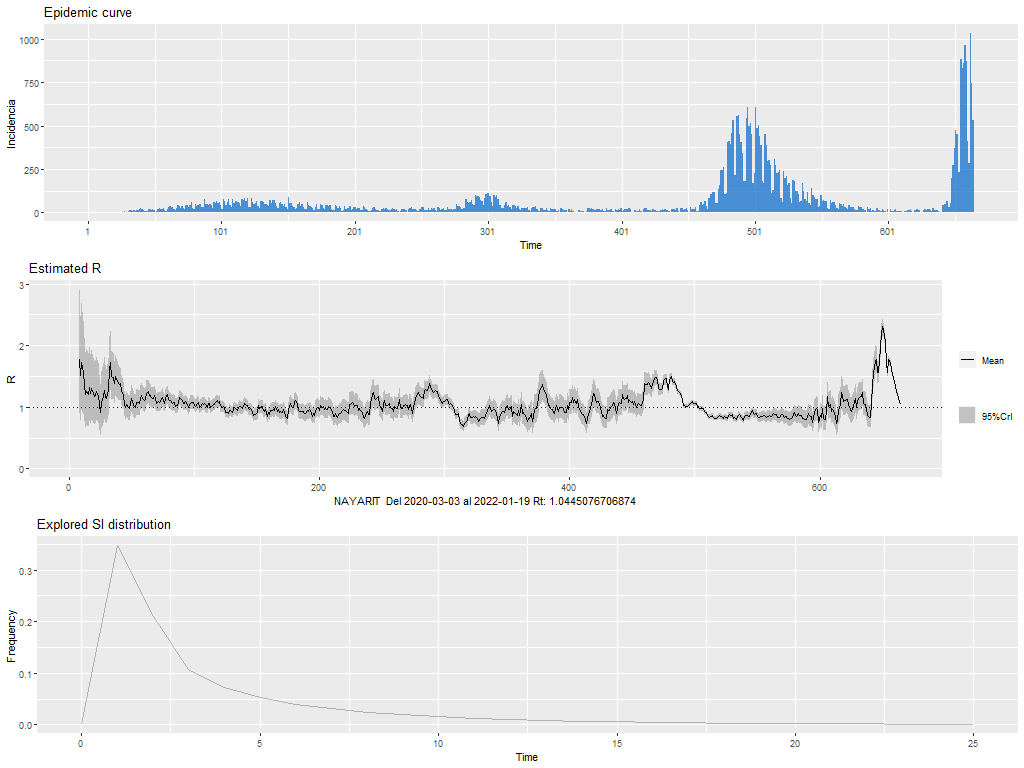 Epidemic curve
1000
750
500
250
0
Incidencia
1 101 201 301 401 501 601
Time
Estimated R
3
2
1
0
R
0 200 400 600
NAYARIT Del 2020-03-03 al 2022-01-19 Rt: 1.0445076706874
Mean
95%CrI
Explored SI distribution
0.3
0.2
0.1
0.0
Frequency
0 5 10 15 20 25
Time